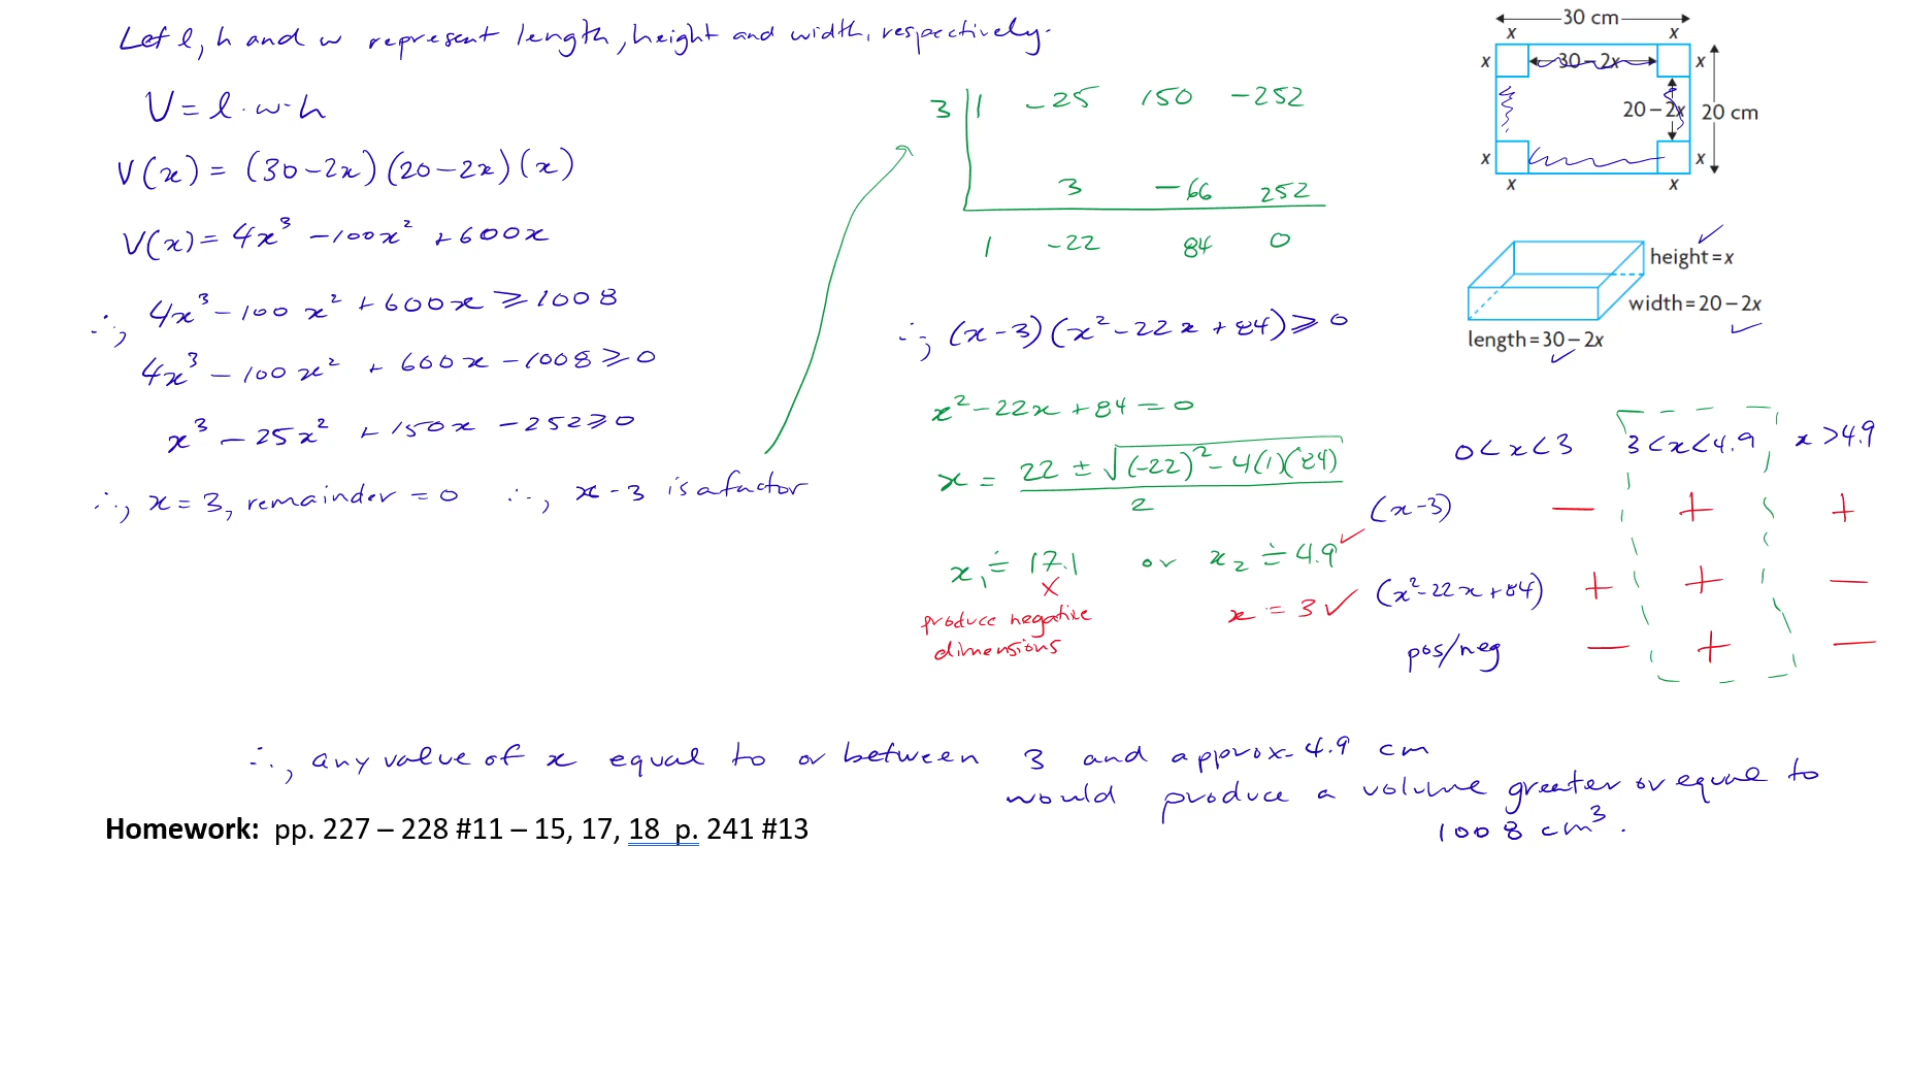 Let l, h and w represent length, height and width, respectively.
V = l · w · h
V(x) = (30-2x)(20-2x)(x)
V(x) = 4x³ - 100x² + 600x
∴, 4x³ - 100x² + 600x ≥ 1008
4x³ - 100x² + 600x - 1008 ≥ 0
x³ - 25x² + 150x - 252 ≥ 0
∴, x = 3, remainder = 0 ∴, x - 3 is a factor
3 | 1 -25 150 -252
3 -66 252
1 -22 84 0
∴, (x-3)(x² - 22x + 84) ≥ 0
x² - 22x + 84 = 0
x = 22 ± √(-22)² - 4(1)(84)
2
x₁ ≐ 17.1 or x₂ ≐ 4.9 ✓
X
produce negative
dimensions
x = 3 ✓
30 cm
x x
x 30 – 2x x
20 – 2x 20 cm
x x
x x
height = x ✓
width = 20 – 2x ✓
length = 30 – 2x ✓
0 < x < 3 3 < x < 4.9 x > 4.9
(x-3) — + +
(x² - 22x + 84) + + —
pos/neg — + —
∴, any value of x equal to or between 3 and approx. 4.9 cm
would produce a volume greater or equal to
1008 cm³.
Homework: pp. 227 – 228 #11 – 15, 17, 18 p. 241 #13